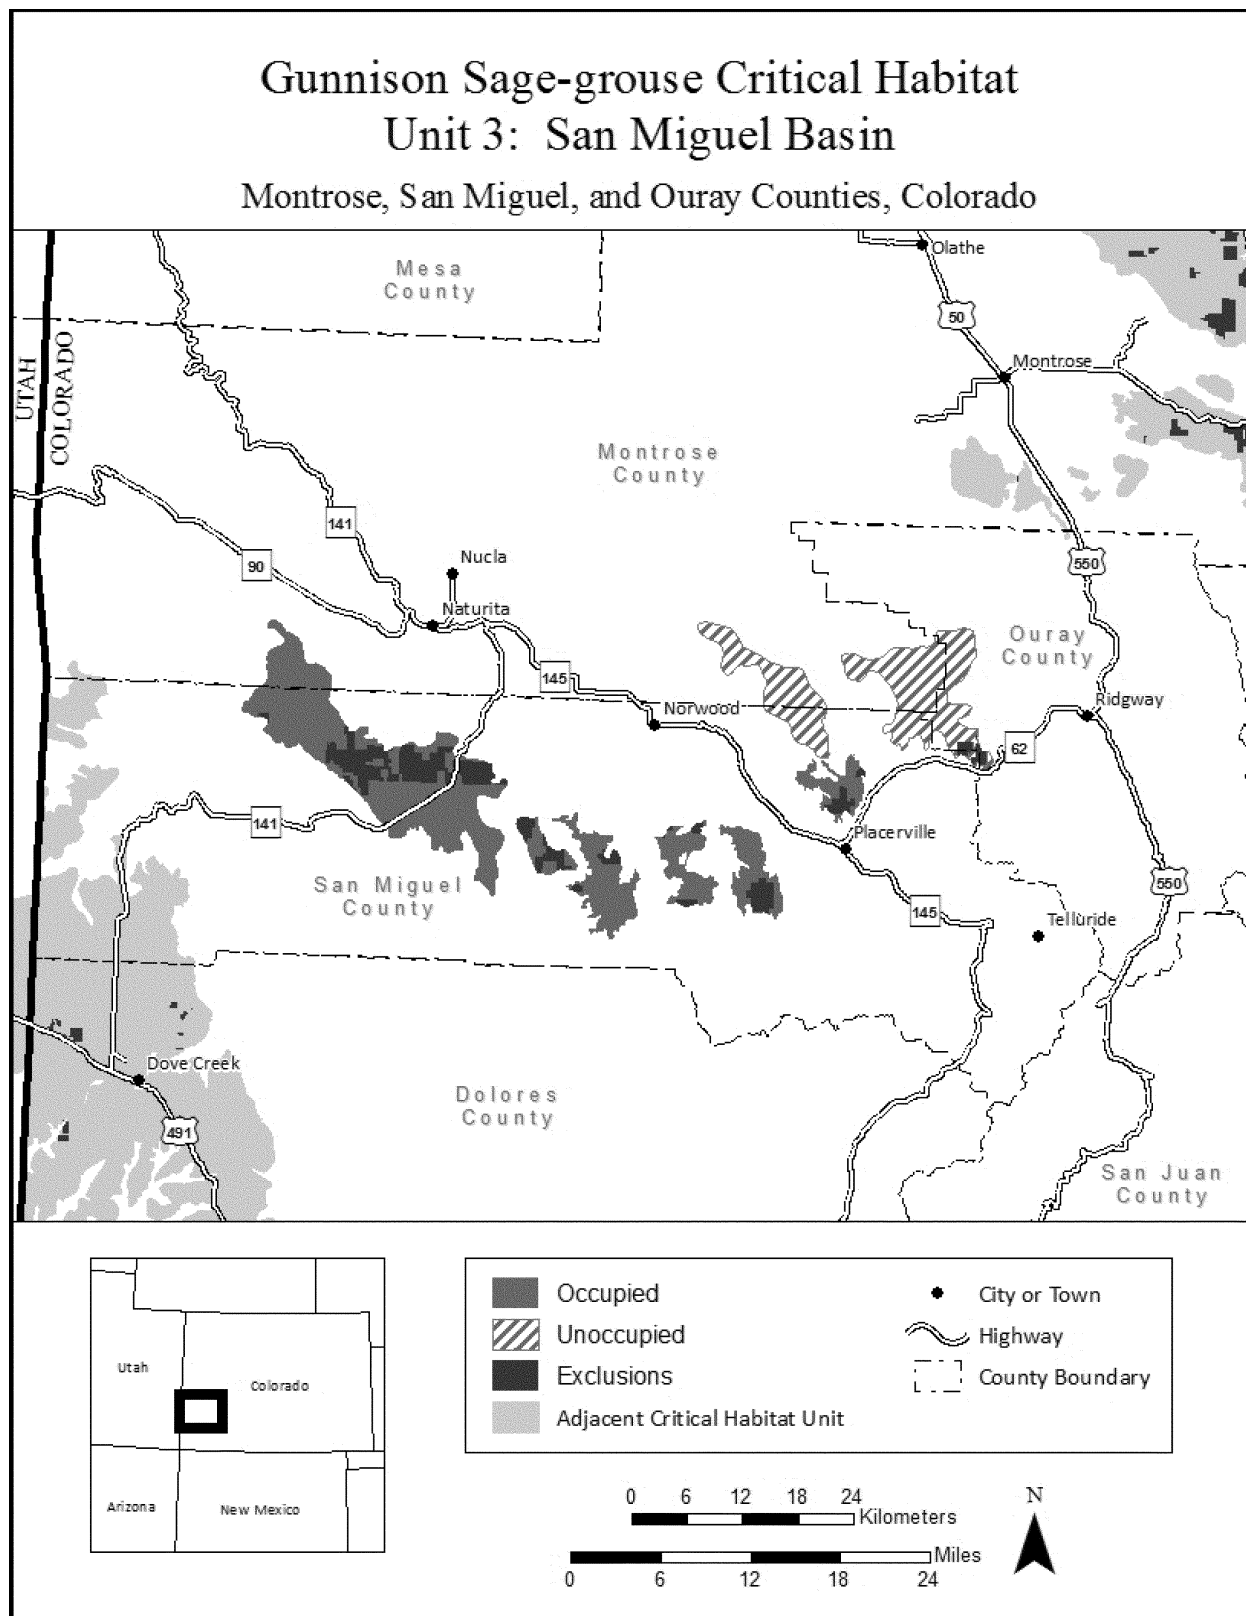 Gunnison Sage-grouse Critical Habitat
Unit 3: San Miguel Basin
Montrose, San Miguel, and Ouray Counties, Colorado
Mesa
County
Olathe
50
UTAH
COLORADO
Montrose
Montrose
County
141
90
Nucla
550
Naturita
Ouray
County
145
Norwood
Ridgway
62
141
Placerville
San Miguel
County
550
145
Telluride
Dove Creek
Dolores
County
491
San Juan
County
Utah
Colorado
Arizona
New Mexico
Occupied
Unoccupied
Exclusions
Adjacent Critical Habitat Unit
City or Town
Highway
County Boundary
0 6 12 18 24
Kilometers
Miles
0 6 12 18 24
N